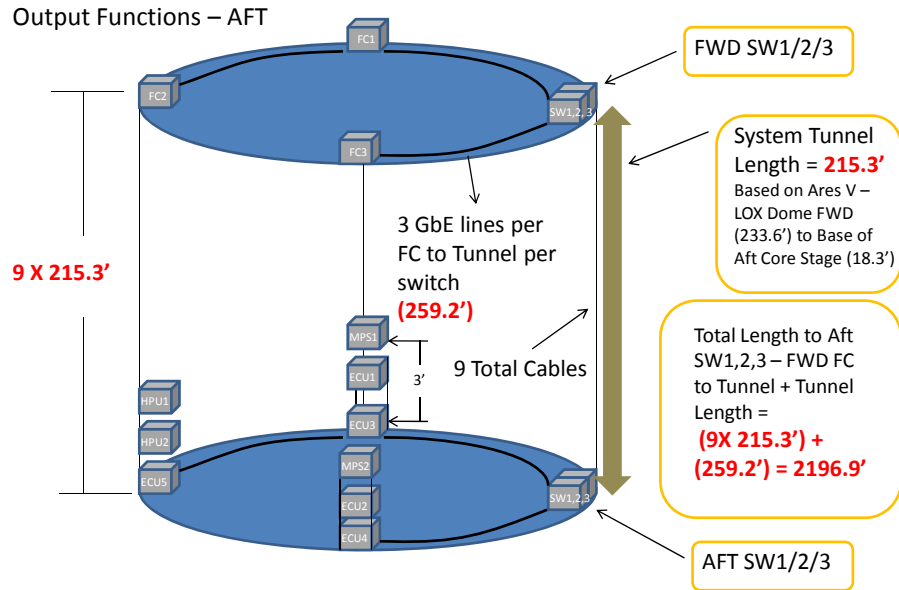 Output Functions – AFT
FC1
FWD SW1/2/3
FC2
SW1,2,3
FC3
System Tunnel
Length = 215.3’
Based on Ares V –
LOX Dome FWD
(233.6’) to Base of
Aft Core Stage (18.3’)
3 GbE lines per
FC to Tunnel per
switch
(259.2’)
9 X 215.3’
MPS1
ECU1
3’
9 Total Cables
Total Length to Aft
SW1,2,3 – FWD FC
to Tunnel + Tunnel
Length =
(9X 215.3’) +
(259.2’) = 2196.9’
HPU1
HPU2
ECU3
ECU5
MPS2
ECU2
ECU4
SW1,2,3
AFT SW1/2/3